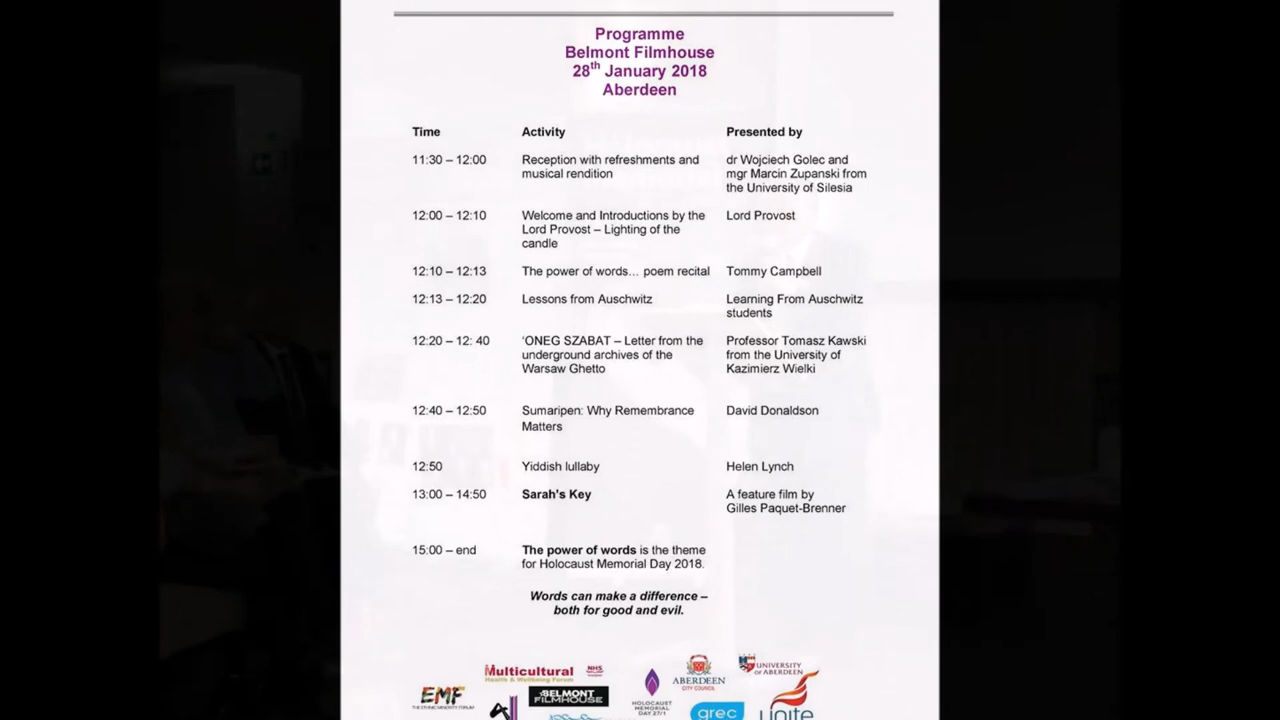 Programme
Belmont Filmhouse
28th January 2018
Aberdeen
Time Activity Presented by
11:30 – 12:00 Reception with refreshments and dr Wojciech Golec and
musical rendition mgr Marcin Zupanski from
the University of Silesia
12:00 – 12:10 Welcome and Introductions by the Lord Provost
Lord Provost – Lighting of the
candle
12:10 – 12:13 The power of words... poem recital Tommy Campbell
12:13 – 12:20 Lessons from Auschwitz Learning From Auschwitz
students
12:20 – 12: 40 ‘ONEG SZABAT – Letter from the Professor Tomasz Kawski
underground archives of the from the University of
Warsaw Ghetto Kazimierz Wielki
12:40 – 12:50 Sumaripen: Why Remembrance David Donaldson
Matters
12:50 Yiddish lullaby Helen Lynch
13:00 – 14:50 Sarah's Key A feature film by
Gilles Paquet-Brenner
15:00 – end The power of words is the theme
for Holocaust Memorial Day 2018.
Words can make a difference –
both for good and evil.
Multicultural
Health & Wellbeing Forum
NHS
EMF
THE ETHNIC MINORITY FORUM
BELMONT
FILMHOUSE
HOLOCAUST
MEMORIAL
DAY 27/1
ABERDEEN
CITY COUNCIL
UNIVERSITY
OF ABERDEEN
grec
unite